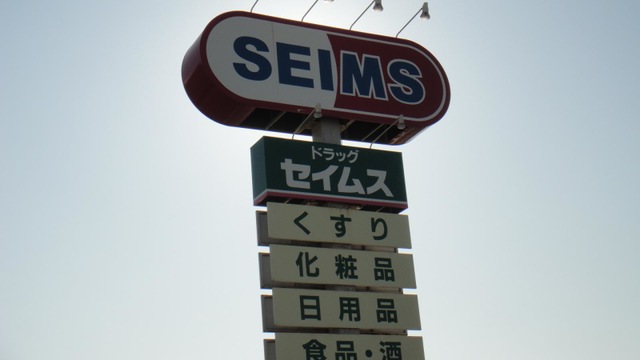 SEIMS
ドラッグ
セイムス
くすり
化粧品
日用品
食品・酒